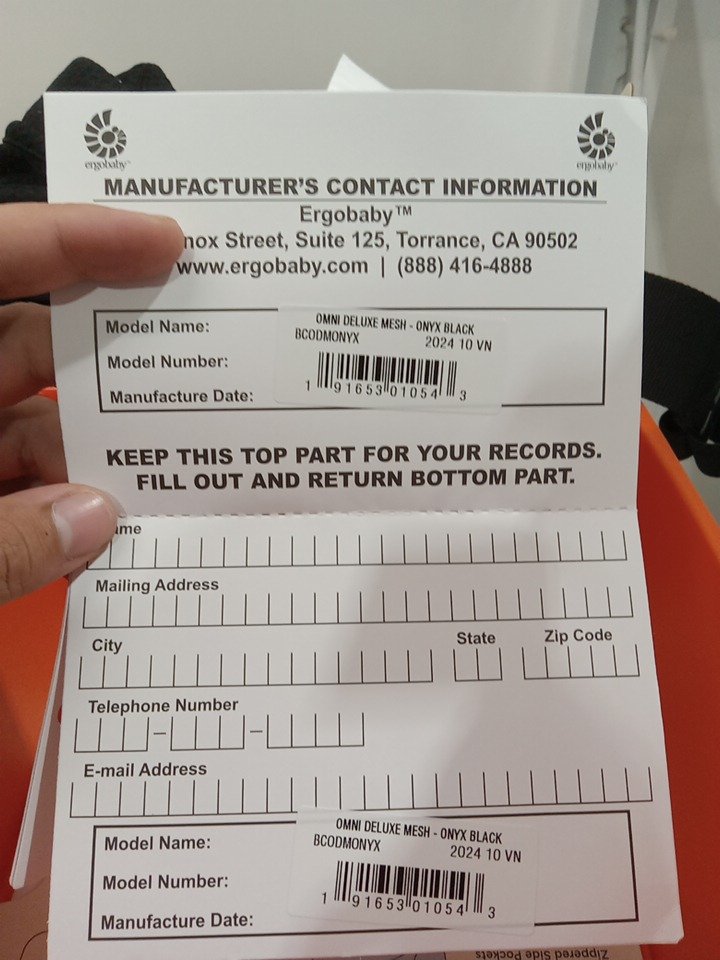 ergobaby™
ergobaby™
MANUFACTURER'S CONTACT INFORMATION
Ergobaby™
nox Street, Suite 125, Torrance, CA 90502
www.ergobaby.com | (888) 416-4888
Model Name:
OMNI DELUXE MESH - ONYX BLACK
BCODMONYX 2024 10 VN
Model Number:
1 91653 01054 3
Manufacture Date:
KEEP THIS TOP PART FOR YOUR RECORDS.
FILL OUT AND RETURN BOTTOM PART.
ame
Mailing Address
City State Zip Code
Telephone Number
E-mail Address
Model Name:
OMNI DELUXE MESH - ONYX BLACK
BCODMONYX 2024 10 VN
Model Number:
1 91653 01054 3
Manufacture Date:
Zippered Side Pockets